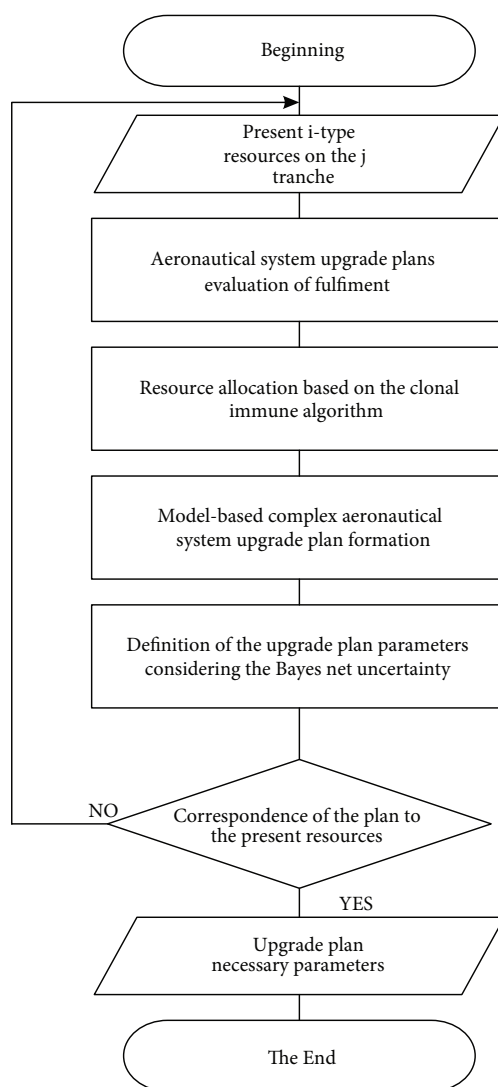 Beginning
Present i-type
resources on the j
tranche
Aeronautical system upgrade plans
evaluation of fulfiment
Resource allocation based on the clonal
immune algorithm
Model-based complex aeronautical
system upgrade plan formation
Definition of the upgrade plan parameters
considering the Bayes net uncertainty
NO
Correspondence of the plan to
the present resources
YES
Upgrade plan
necessary parameters
The End